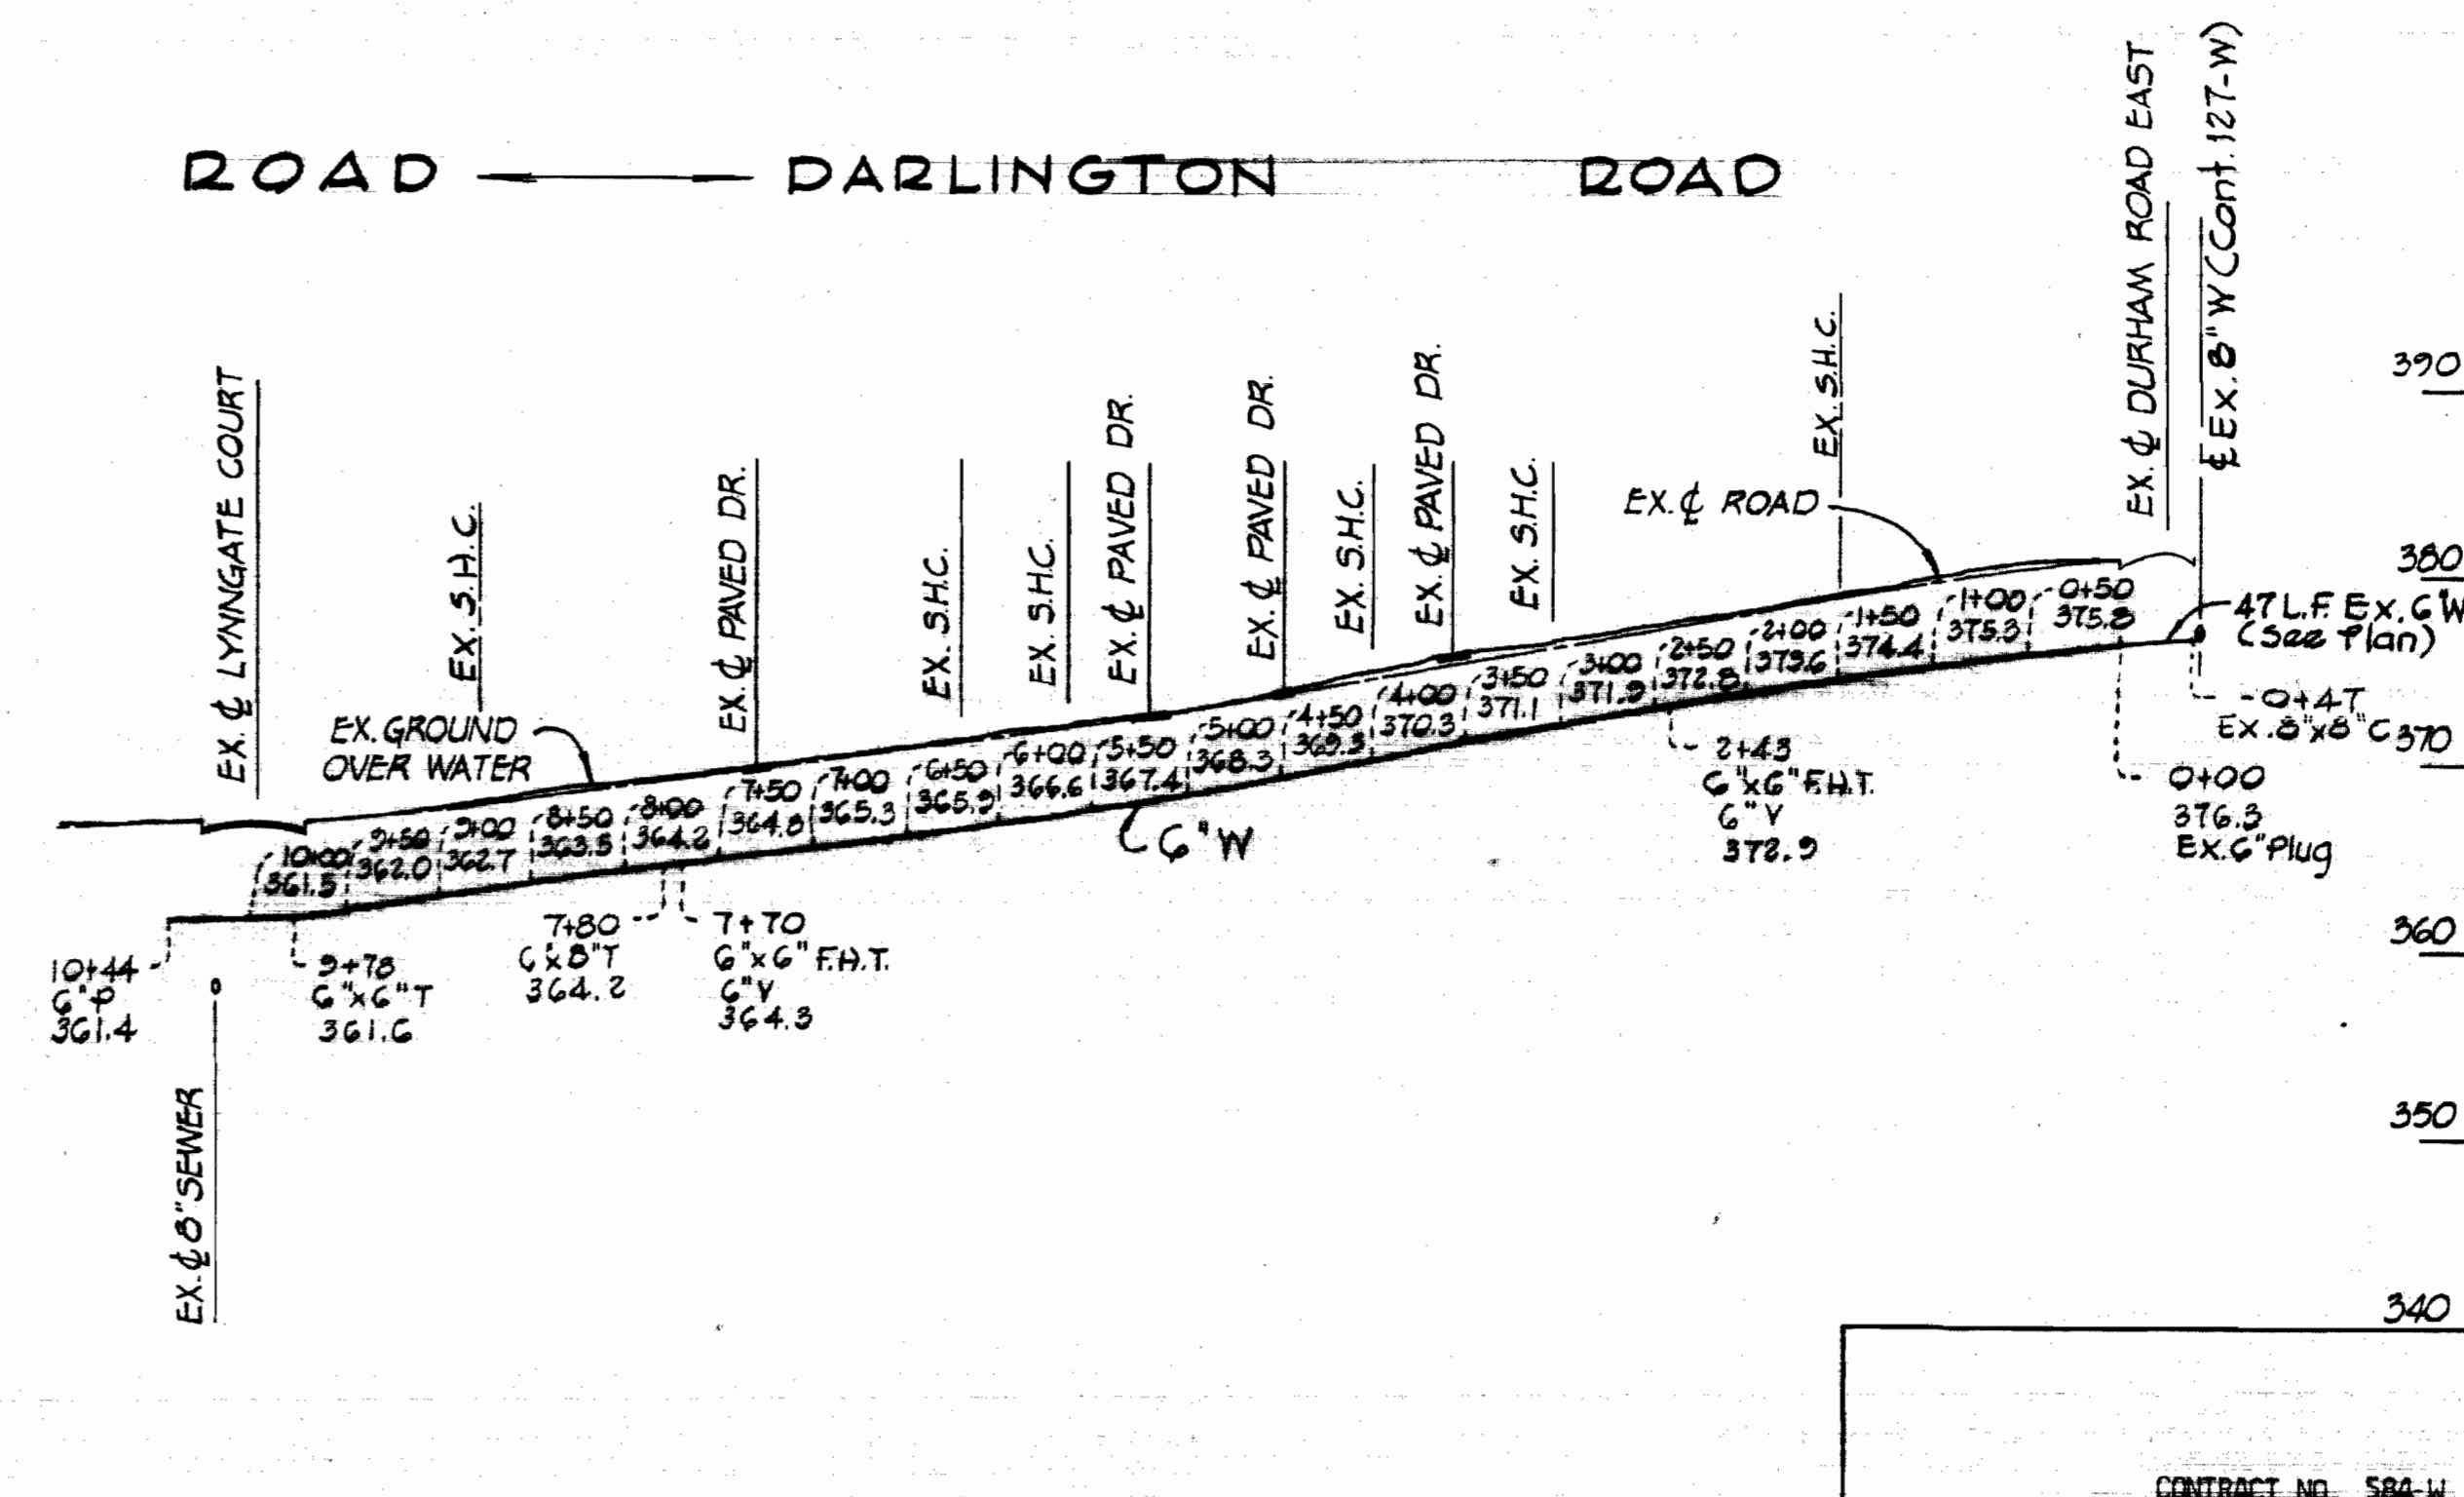 ROAD DARLINGTON ROAD
EX. ℄ LYNNGATE COURT
EX. S.H.C.
EX. ℄ PAVED DR.
EX. S.H.C.
EX. S.H.C.
EX. ℄ PAVED DR.
EX. ℄ PAVED DR.
EX. S.H.C.
EX. ℄ PAVED DR.
EX. S.H.C.
EX. S.H.C.
EX. ℄ DURHAM ROAD EAST
℄ EX. 8" W (Cont. 127-W)
EX. ℄ ROAD
EX. GROUND
OVER WATER
390
380
370
360
350
340
10+00
361.5
9+50
362.0
9+00
362.7
8+50
363.5
8+00
364.2
7+50
364.8
7+00
365.3
6+50
365.9
6+00
366.6
5+50
367.4
5+00
368.3
4+50
369.3
4+00
370.3
3+50
371.1
3+00
371.9
2+50
372.8
2+00
373.6
1+50
374.4
1+00
375.3
0+50
375.8
47 L.F. EX. 6"W
(See Plan)
-0+47
EX. 8"x8" C
0+00
376.3
EX. 6" Plug
2+43
6"x6" F.H.T.
6" V
372.9
6" W
7+70
6"x6" F.H.T.
6" V
364.3
7+80
6"x8"T
364.2
9+78
6"x6"T
361.6
10+44
6"P
361.4
EX. ℄ 8" SEWER
CONTRACT NO. 584-W